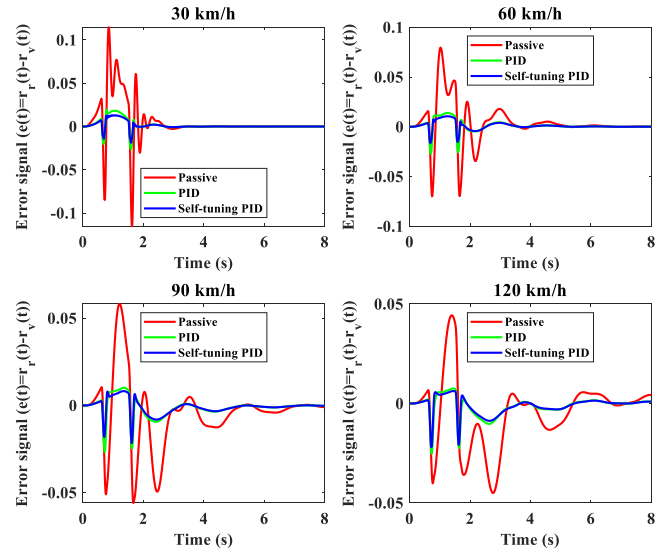 30 km/h
Error signal (e(t)=r_r(t)-r_v(t))
0.1
0.05
0
-0.05
-0.1
Passive
PID
Self-tuning PID
0 2 4 6 8
Time (s)
60 km/h
Error signal (e(t)=r_r(t)-r_v(t))
0.1
0.05
0
-0.05
-0.1
Passive
PID
Self-tuning PID
0 2 4 6 8
Time (s)
90 km/h
Error signal (e(t)=r_r(t)-r_v(t))
0.05
0
-0.05
Passive
PID
Self-tuning PID
0 2 4 6 8
Time (s)
120 km/h
Error signal (e(t)=r_r(t)-r_v(t))
0.05
0
-0.05
Passive
PID
Self-tuning PID
0 2 4 6 8
Time (s)